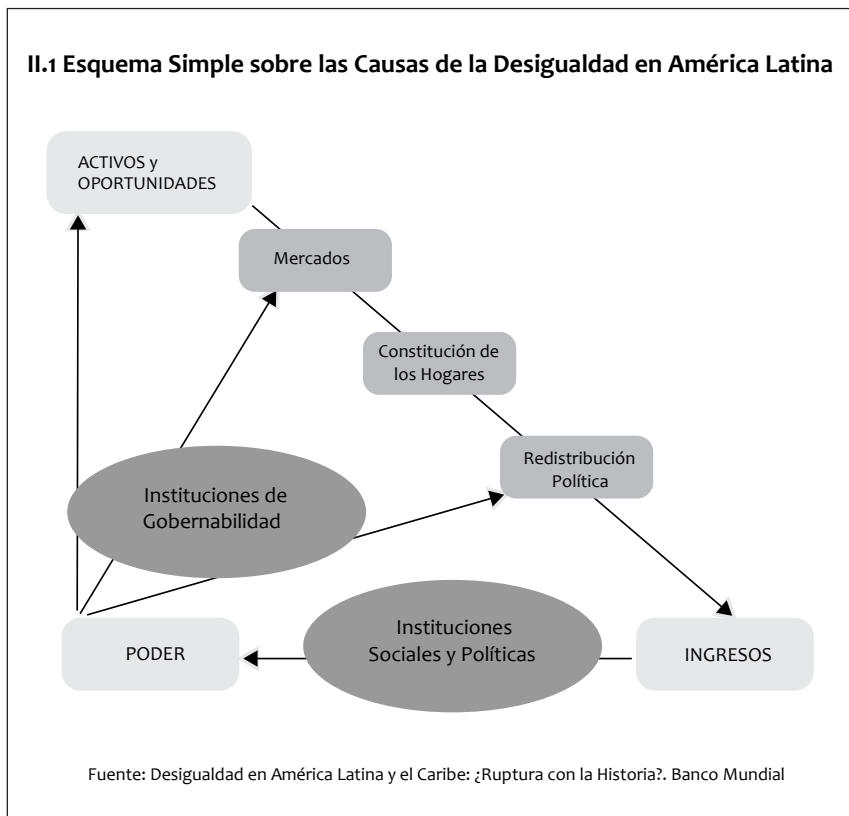 II.1 Esquema Simple sobre las Causas de la Desigualdad en América Latina
ACTIVOS y
OPORTUNIDADES
Mercados
Constitución de
los Hogares
Redistribución
Política
Instituciones de
Gobernabilidad
Instituciones
Sociales y Políticas
PODER
INGRESOS
Fuente: Desigualdad en América Latina y el Caribe: ¿Ruptura con la Historia?. Banco Mundial